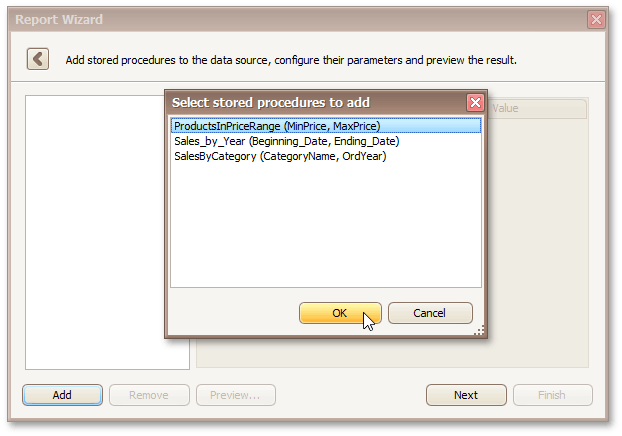 Report Wizard
Add stored procedures to the data source, configure their parameters and preview the result.
Select stored procedures to add
Value
ProductsInPriceRange (MinPrice, MaxPrice)
Sales_by_Year (Beginning_Date, Ending_Date)
SalesByCategory (CategoryName, OrdYear)
OK Cancel
Add Remove Preview... Next Finish